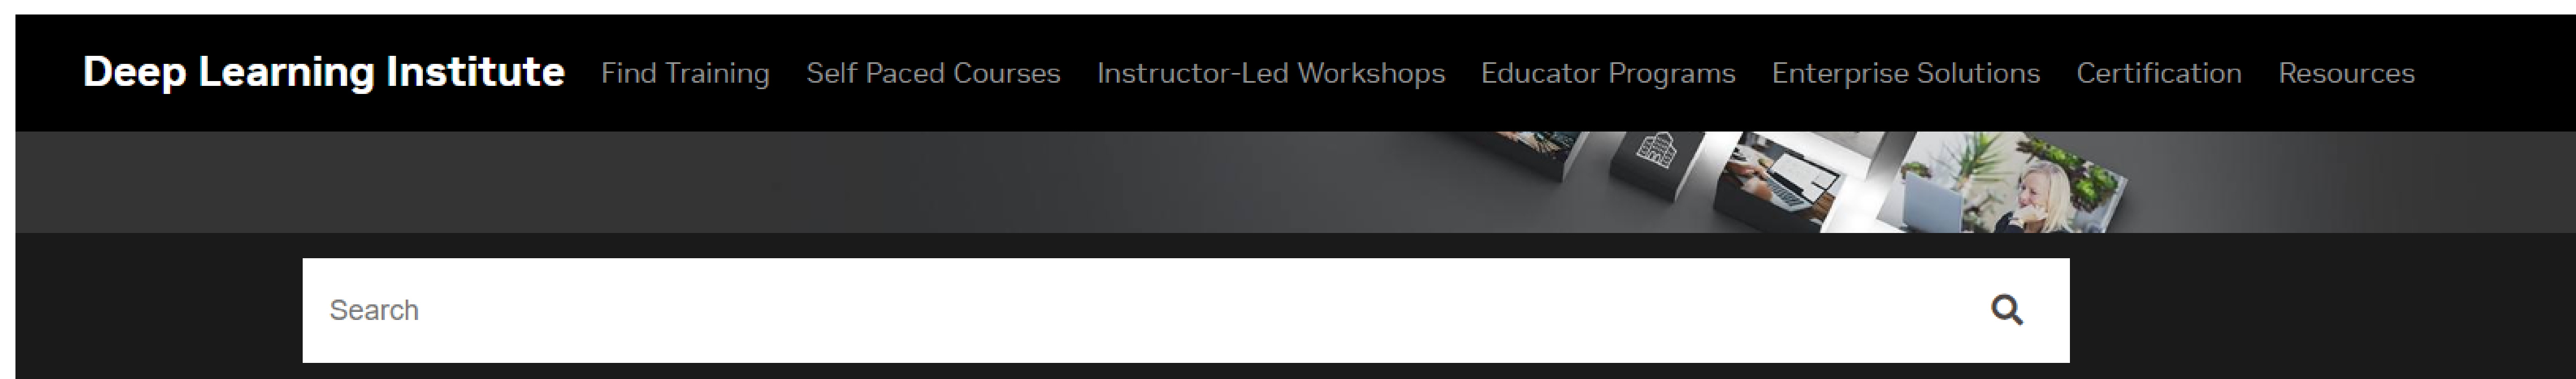 Deep Learning Institute Find Training Self Paced Courses Instructor-Led Workshops Educator Programs Enterprise Solutions Certification Resources
Search